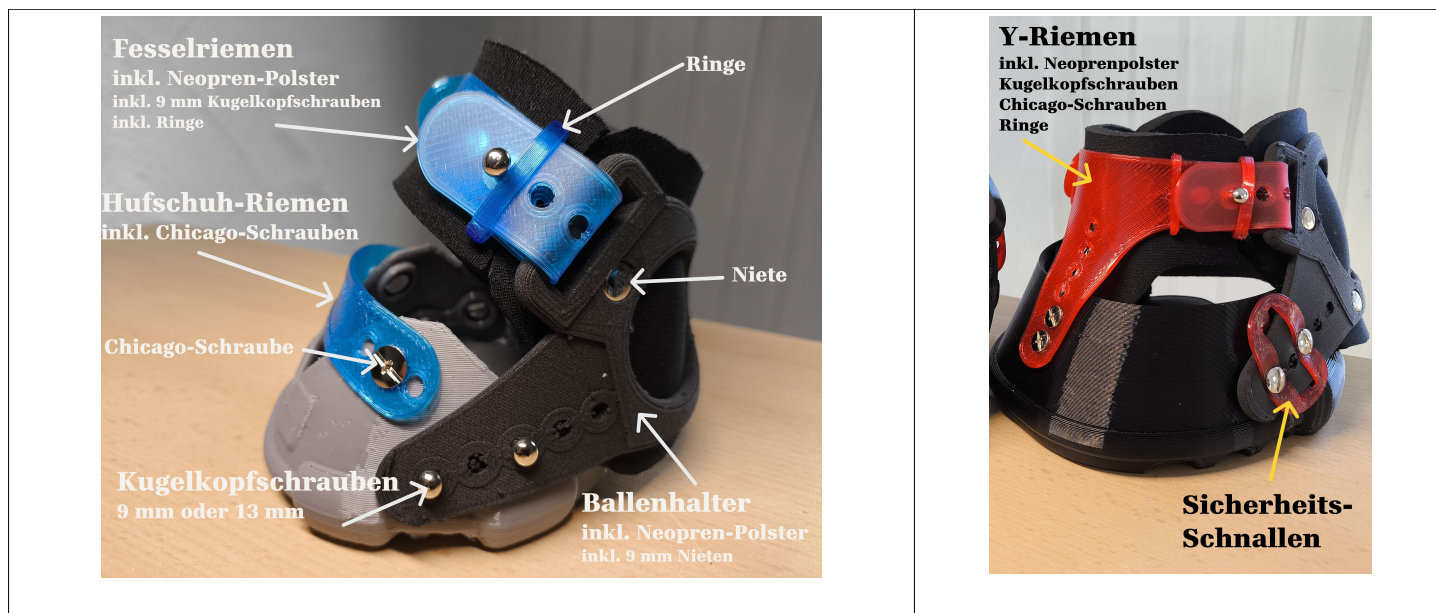 Fesselriemen
inkl. Neopren-Polster
inkl. 9 mm Kugelkopfschrauben
inkl. Ringe
Ringe
Hufschuh-Riemen
inkl. Chicago-Schrauben
Niete
Chicago-Schraube
Kugelkopfschrauben
9 mm oder 13 mm
Ballenhalter
inkl. Neopren-Polster
inkl. 9 mm Nieten
Y-Riemen
inkl. Neoprenpolster
Kugelkopfschrauben
Chicago-Schrauben
Ringe
Sicherheits-
Schnallen